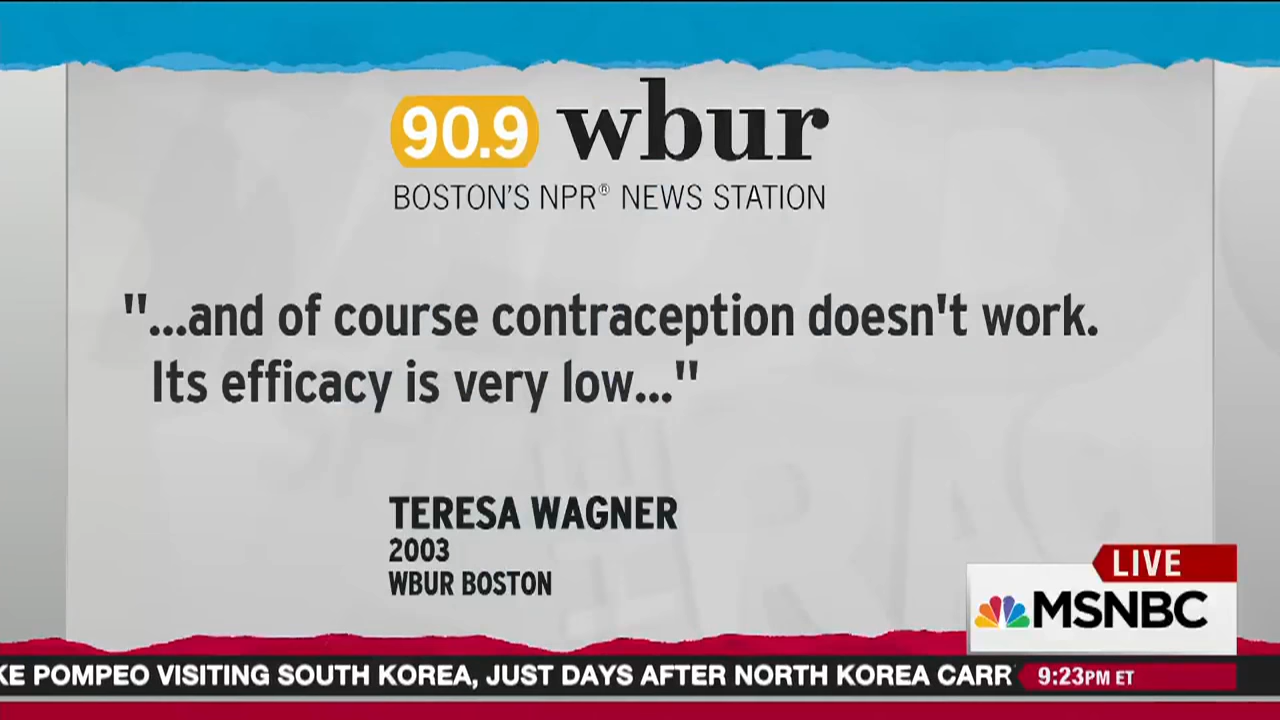 90.9 wbur
BOSTON'S NPR® NEWS STATION
"...and of course contraception doesn't work.
Its efficacy is very low..."
TERESA WAGNER
2003
WBUR BOSTON
LIVE
MSNBC
KE POMPEO VISITING SOUTH KOREA, JUST DAYS AFTER NORTH KOREA CARR
9:23PM ET